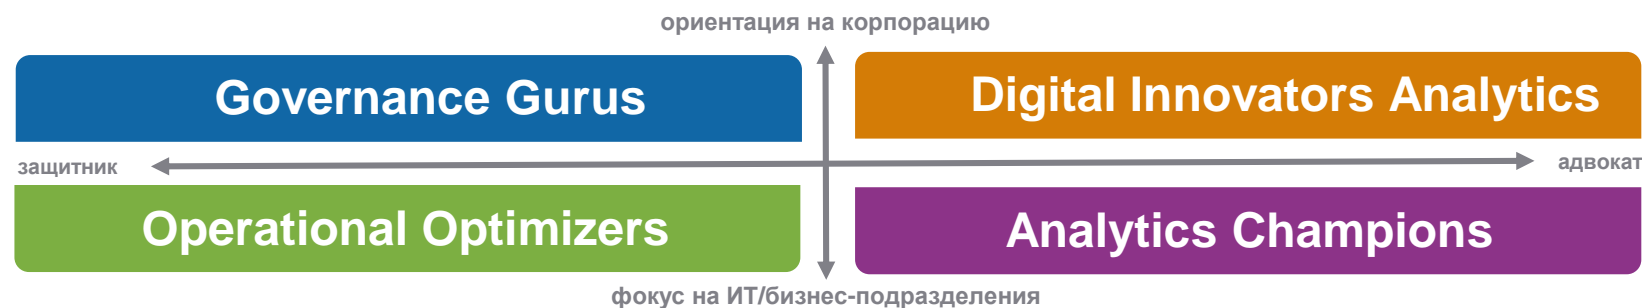 ориентация на корпорацию
Governance Gurus
Digital Innovators Analytics
защитник
адвокат
Operational Optimizers
Analytics Champions
фокус на ИТ/бизнес-подразделения